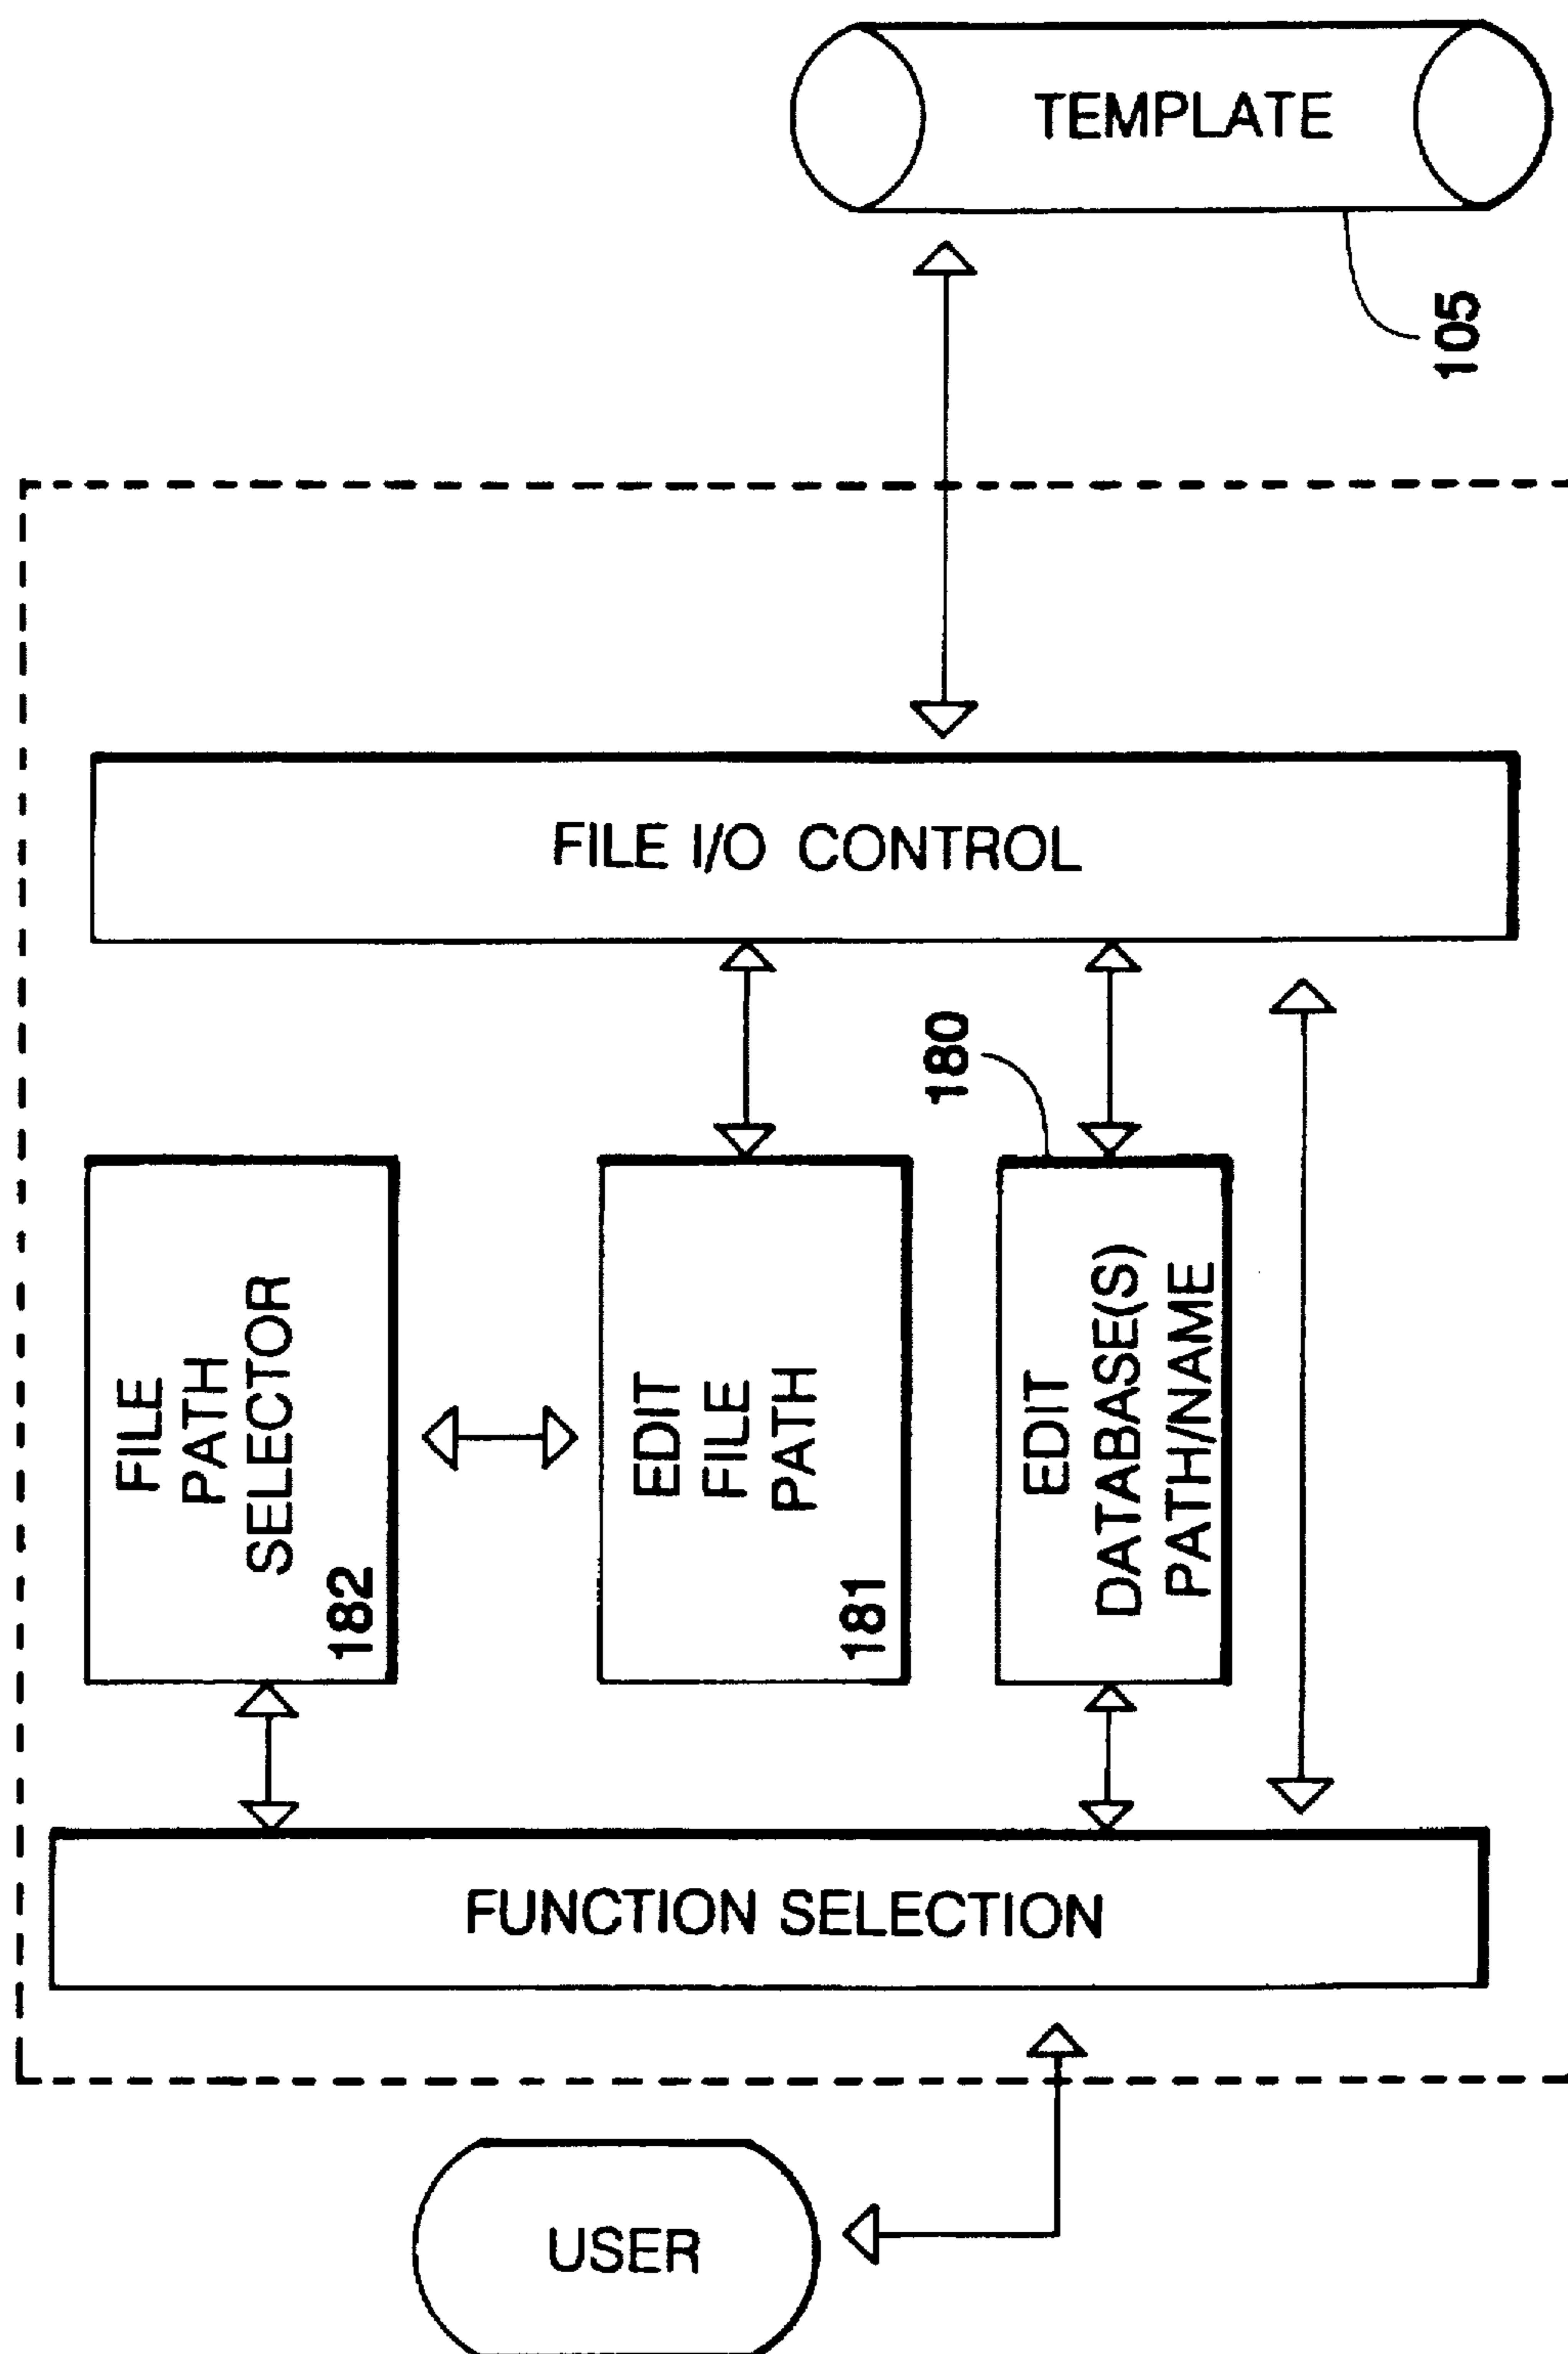 TEMPLATE
105
FILE I/O CONTROL
180
FILE
PATH
SELECTOR
182
EDIT
FILE
PATH
181
EDIT
DATABASE(S)
PATH/NAME
FUNCTION SELECTION
USER